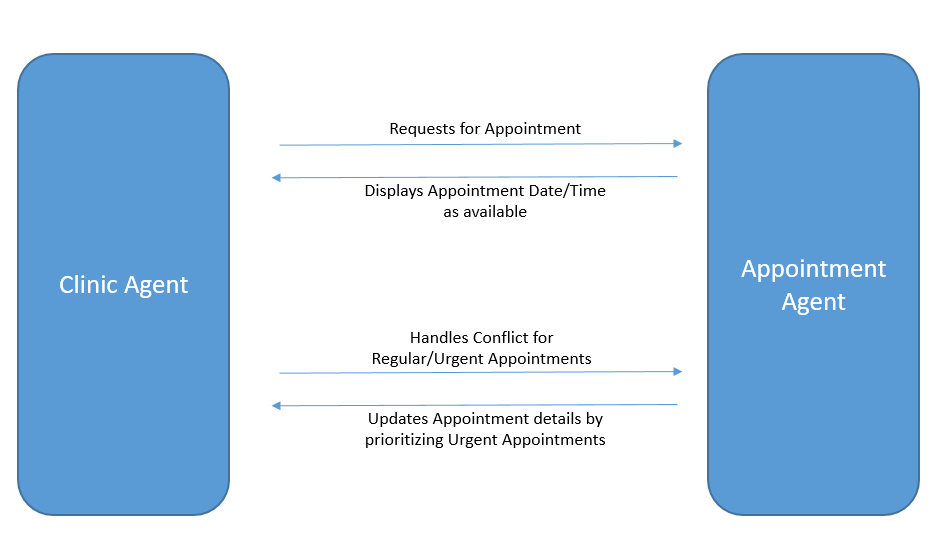 Requests for Appointment
Displays Appointment Date/Time
as available
Clinic Agent
Appointment
Agent
Handles Conflict for
Regular/Urgent Appointments
Updates Appointment details by
prioritizing Urgent Appointments